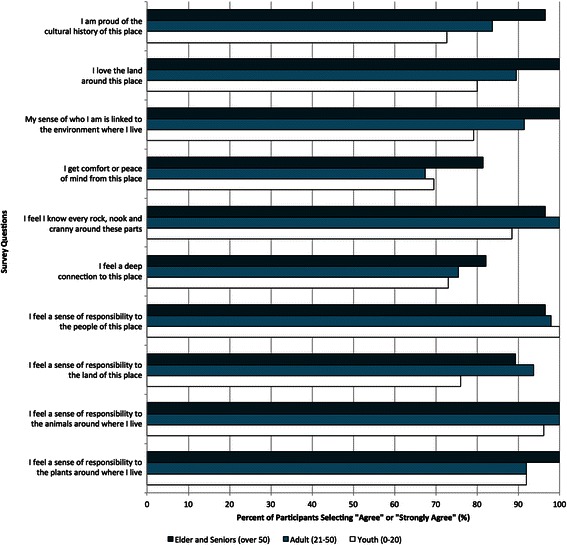 I am proud of the
cultural history of this place
I love the land
around this place
My sense of who I am is linked to
the environment where I live
I get comfort or peace
of mind from this place
I feel I know every rock, nook and
cranny around these parts
I feel a deep
connection to this place
I feel a sense of responsibility to
the people of this place
I feel a sense of responsibility to
the land of this place
I feel a sense of responsibility to
the animals around where I live
I feel a sense of responsibility to
the plants around where I live
Survey Questions
0 10 20 30 40 50 60 70 80 90 100
Percent of Participants Selecting "Agree" or "Strongly Agree" (%)
Elder and Seniors (over 50) Adult (21-50) Youth (0-20)